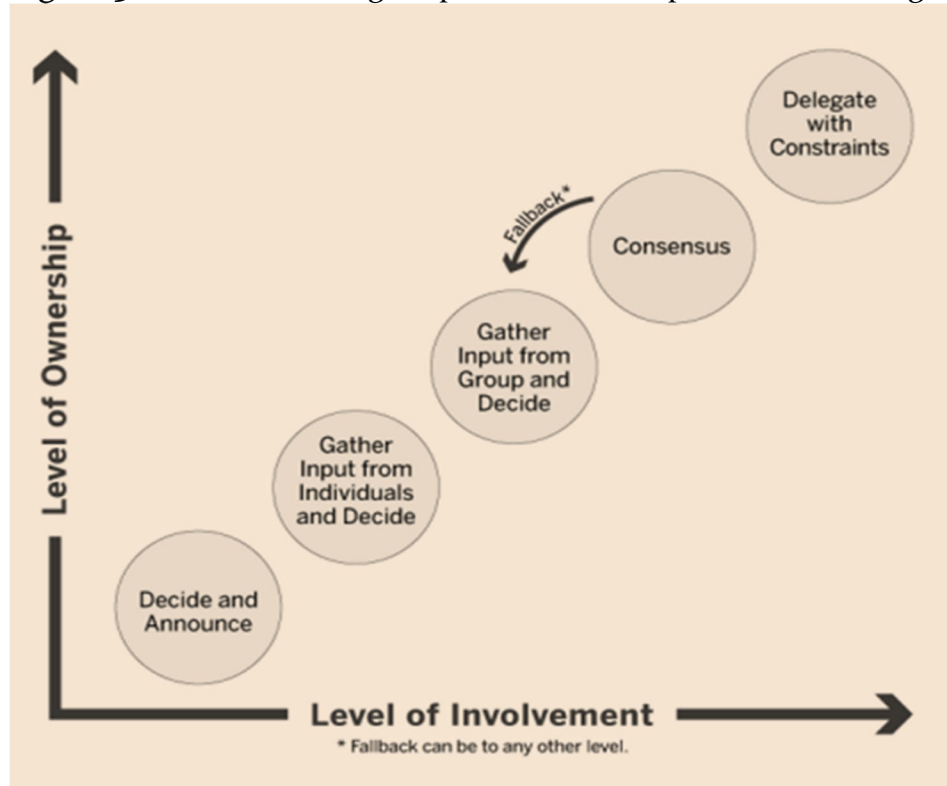 Delegate
with
Constraints
Fallback*
Consensus
Gather
Input from
Group and
Decide
Gather
Input from
Individuals
and Decide
Decide and
Announce
Level of Ownership
Level of Involvement
* Fallback can be to any other level.